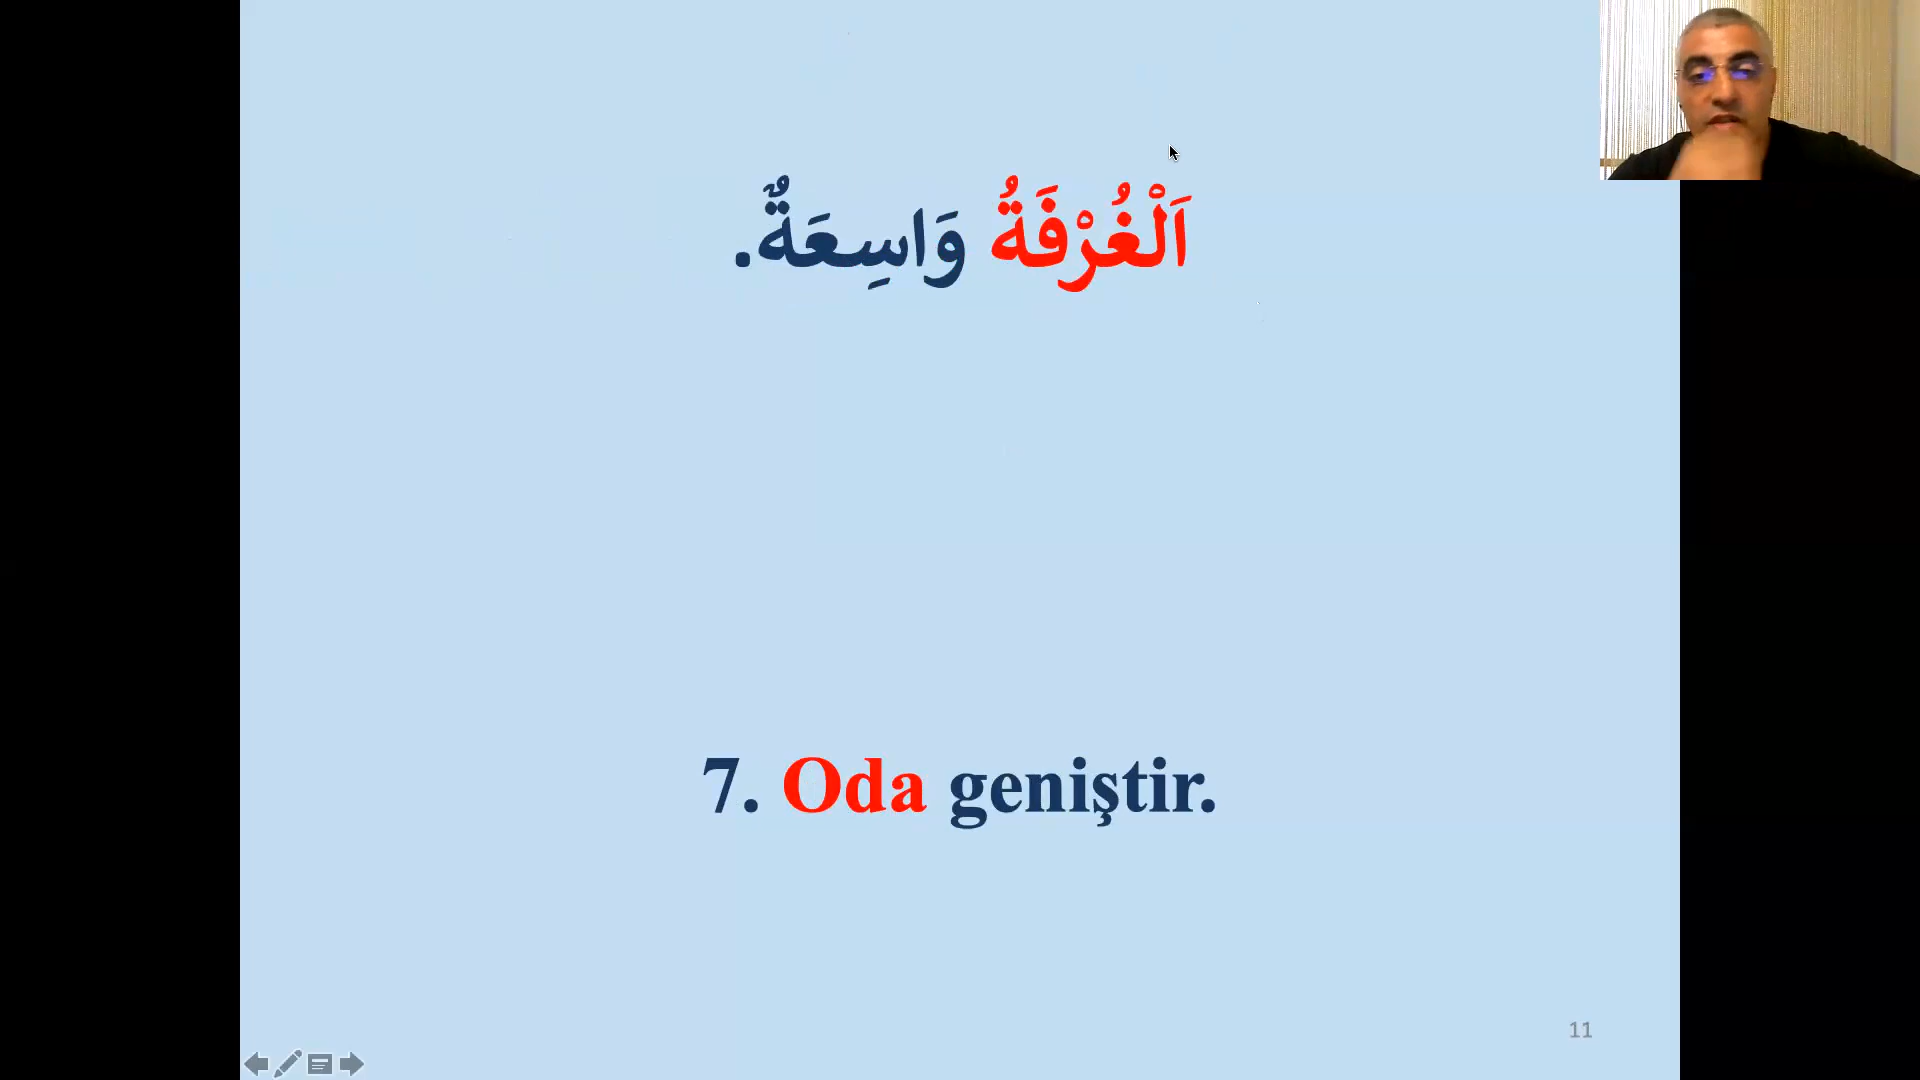 اَلْغُرْفَةُ وَاسِعَةٌ.
7. Oda geniştir.
11